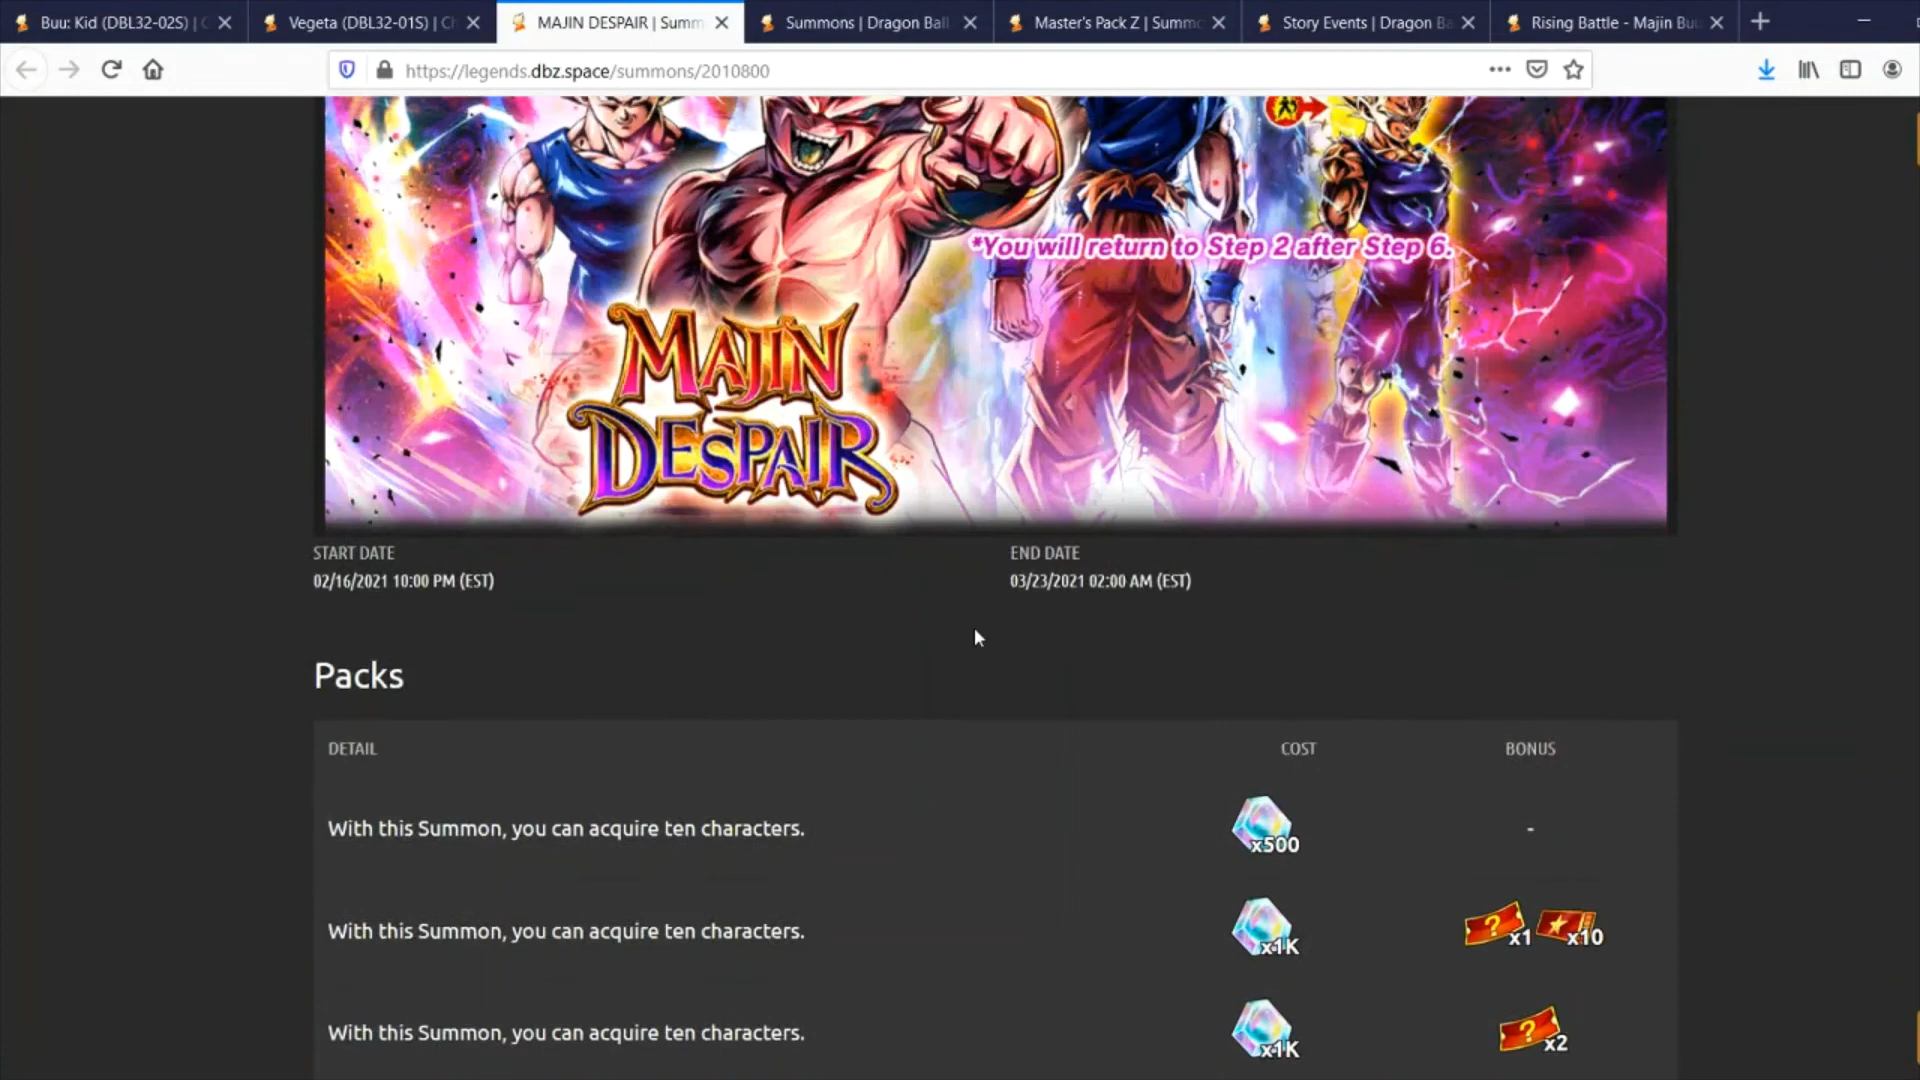 Buu: Kid (DBL32-02S) |
Vegeta (DBL32-01S) |
MAJIN DESPAIR | Summ
Summons | Dragon Ball
Master's Pack Z | Summ
Story Events | Dragon
Rising Battle - Majin
https://legends.dbz.space/summons/2010800
*You will return to Step 2 after Step 6.
MAJIN
DESPAIR
START DATE
END DATE
02/16/2021 10:00 PM (EST)
03/23/2021 02:00 AM (EST)
Packs
DETAIL
COST
BONUS
With this Summon, you can acquire ten characters.
x500
-
With this Summon, you can acquire ten characters.
x1K
?
x1
x10
With this Summon, you can acquire ten characters.
x1K
?
x2